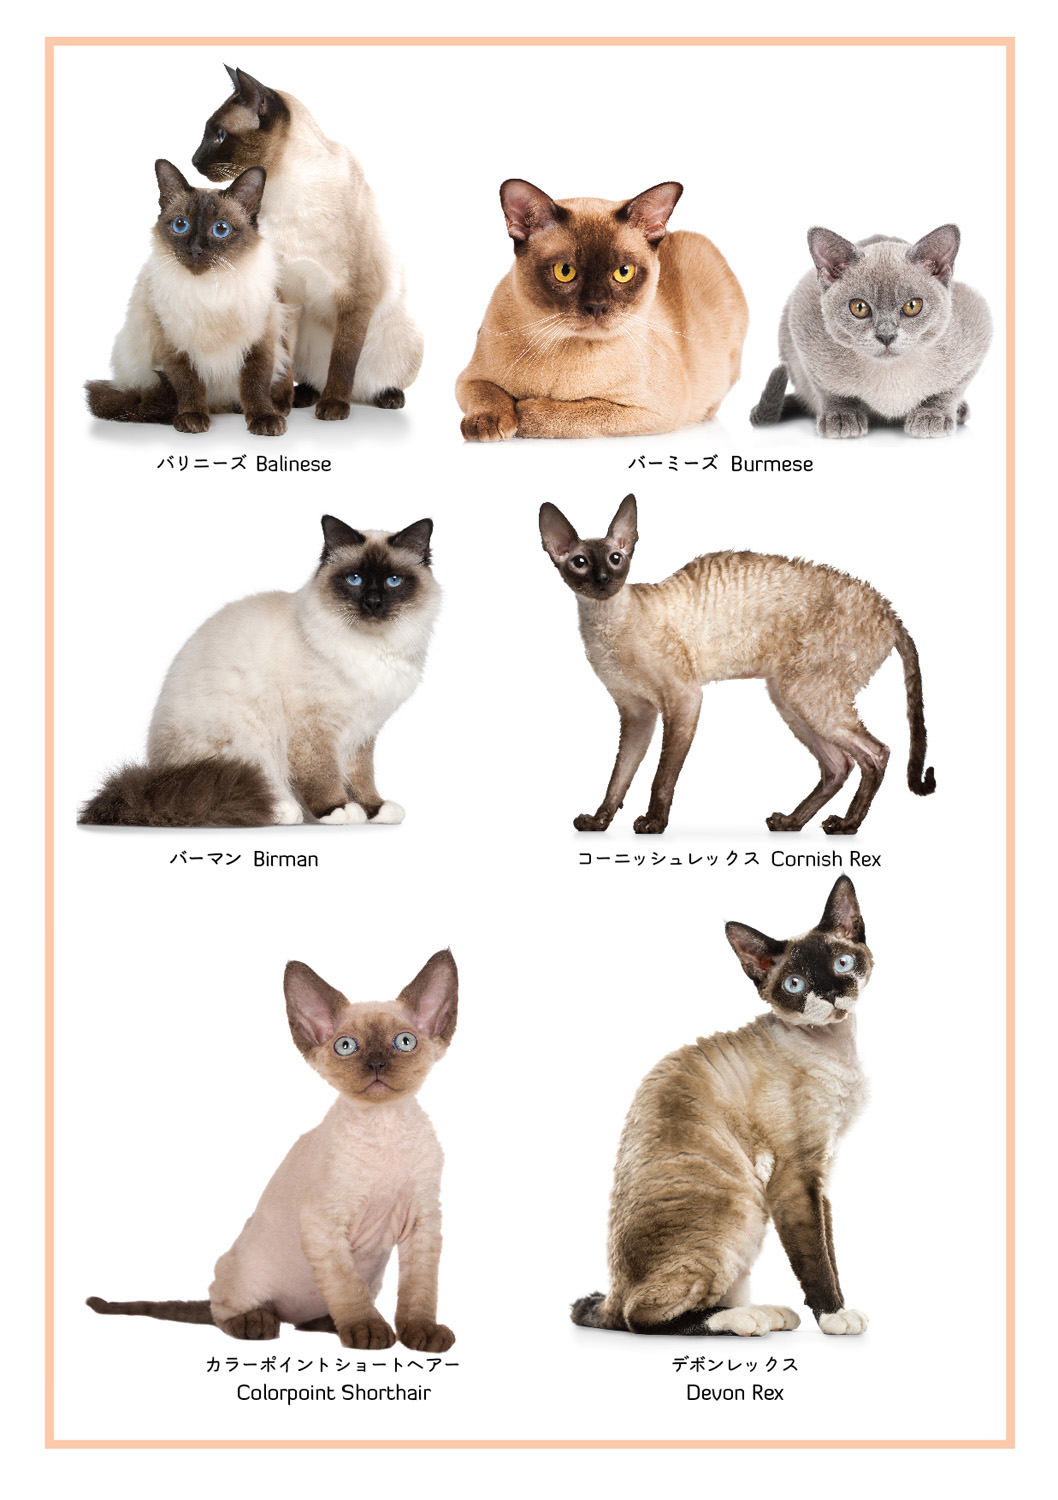 バリニーズ Balinese
バーミーズ Burmese
バーマン Birman
コーニッシュレックス Cornish Rex
カラーポイントショートヘアー
Colorpoint Shorthair
デボンレックス
Devon Rex